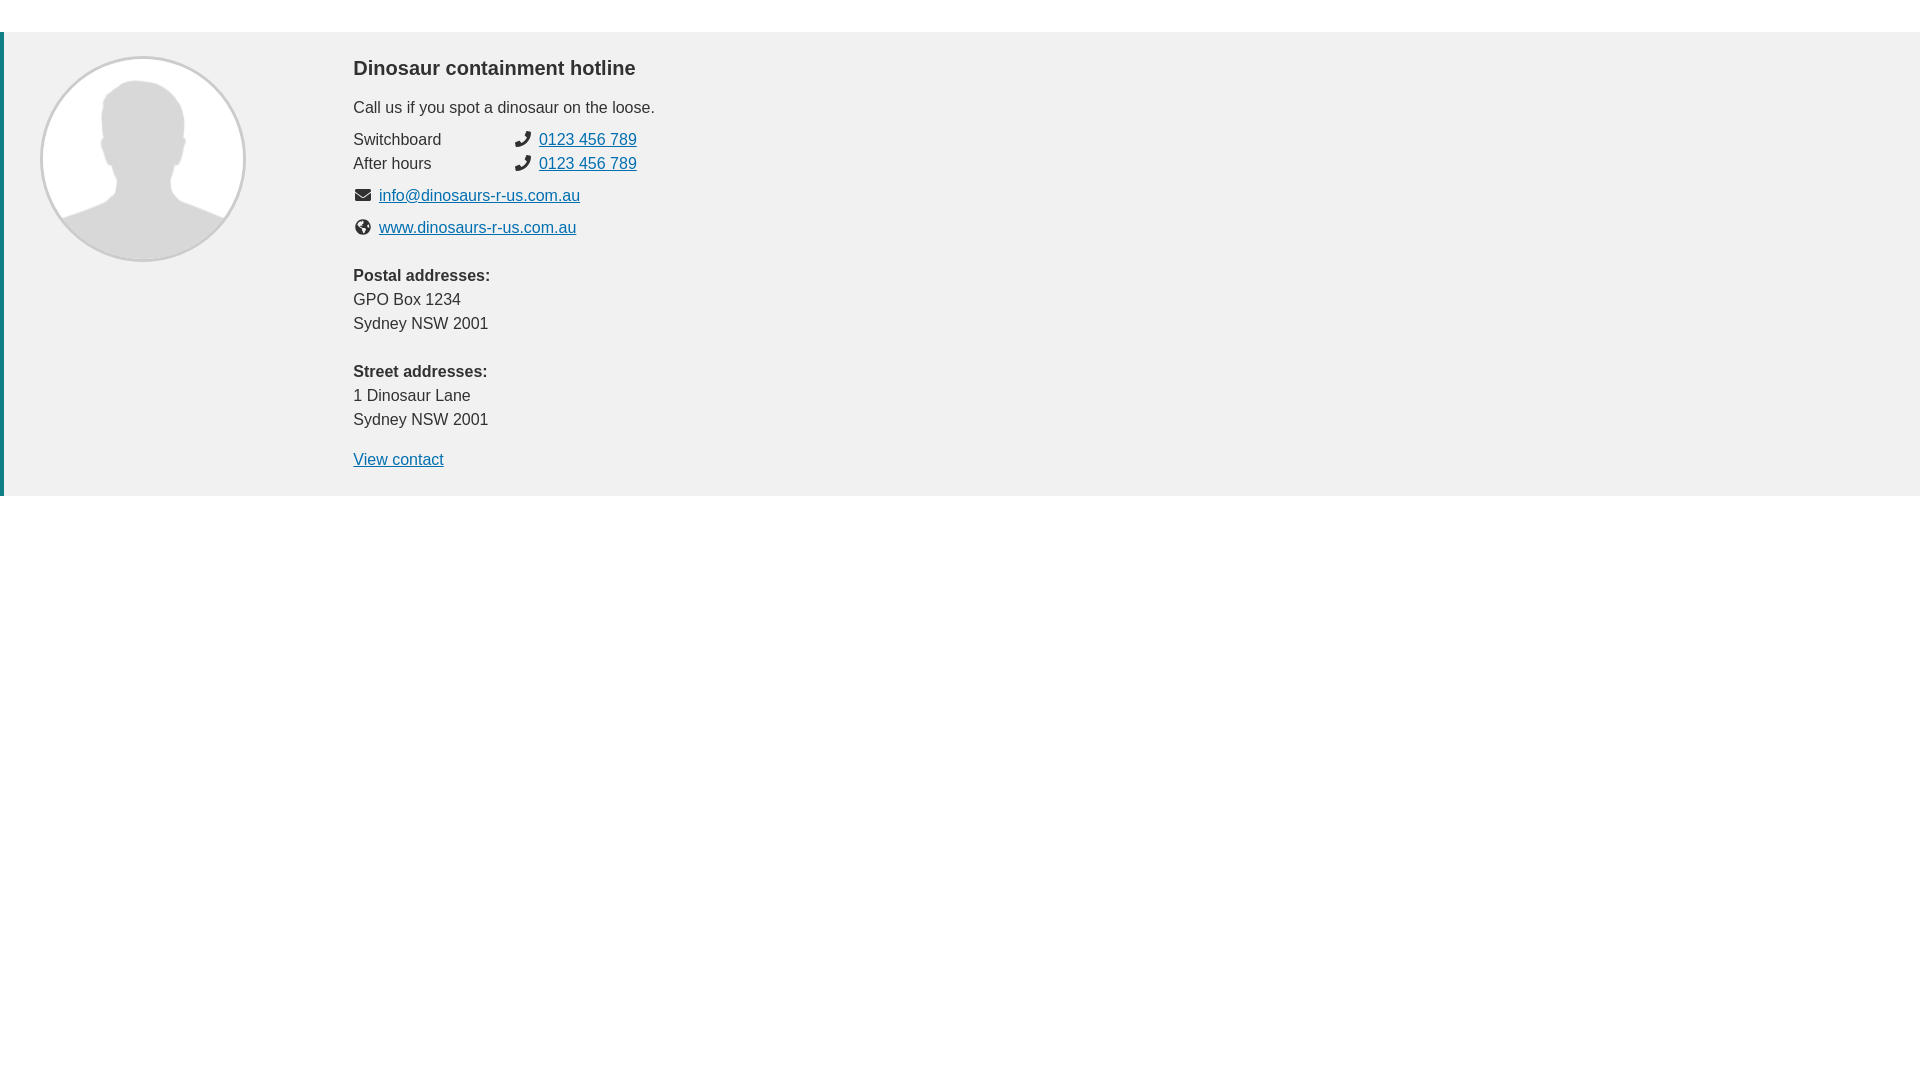 Dinosaur containment hotline
Call us if you spot a dinosaur on the loose.
Switchboard 0123 456 789
After hours 0123 456 789
info@dinosaurs-r-us.com.au
www.dinosaurs-r-us.com.au
Postal addresses:
GPO Box 1234
Sydney NSW 2001
Street addresses:
1 Dinosaur Lane
Sydney NSW 2001
View contact